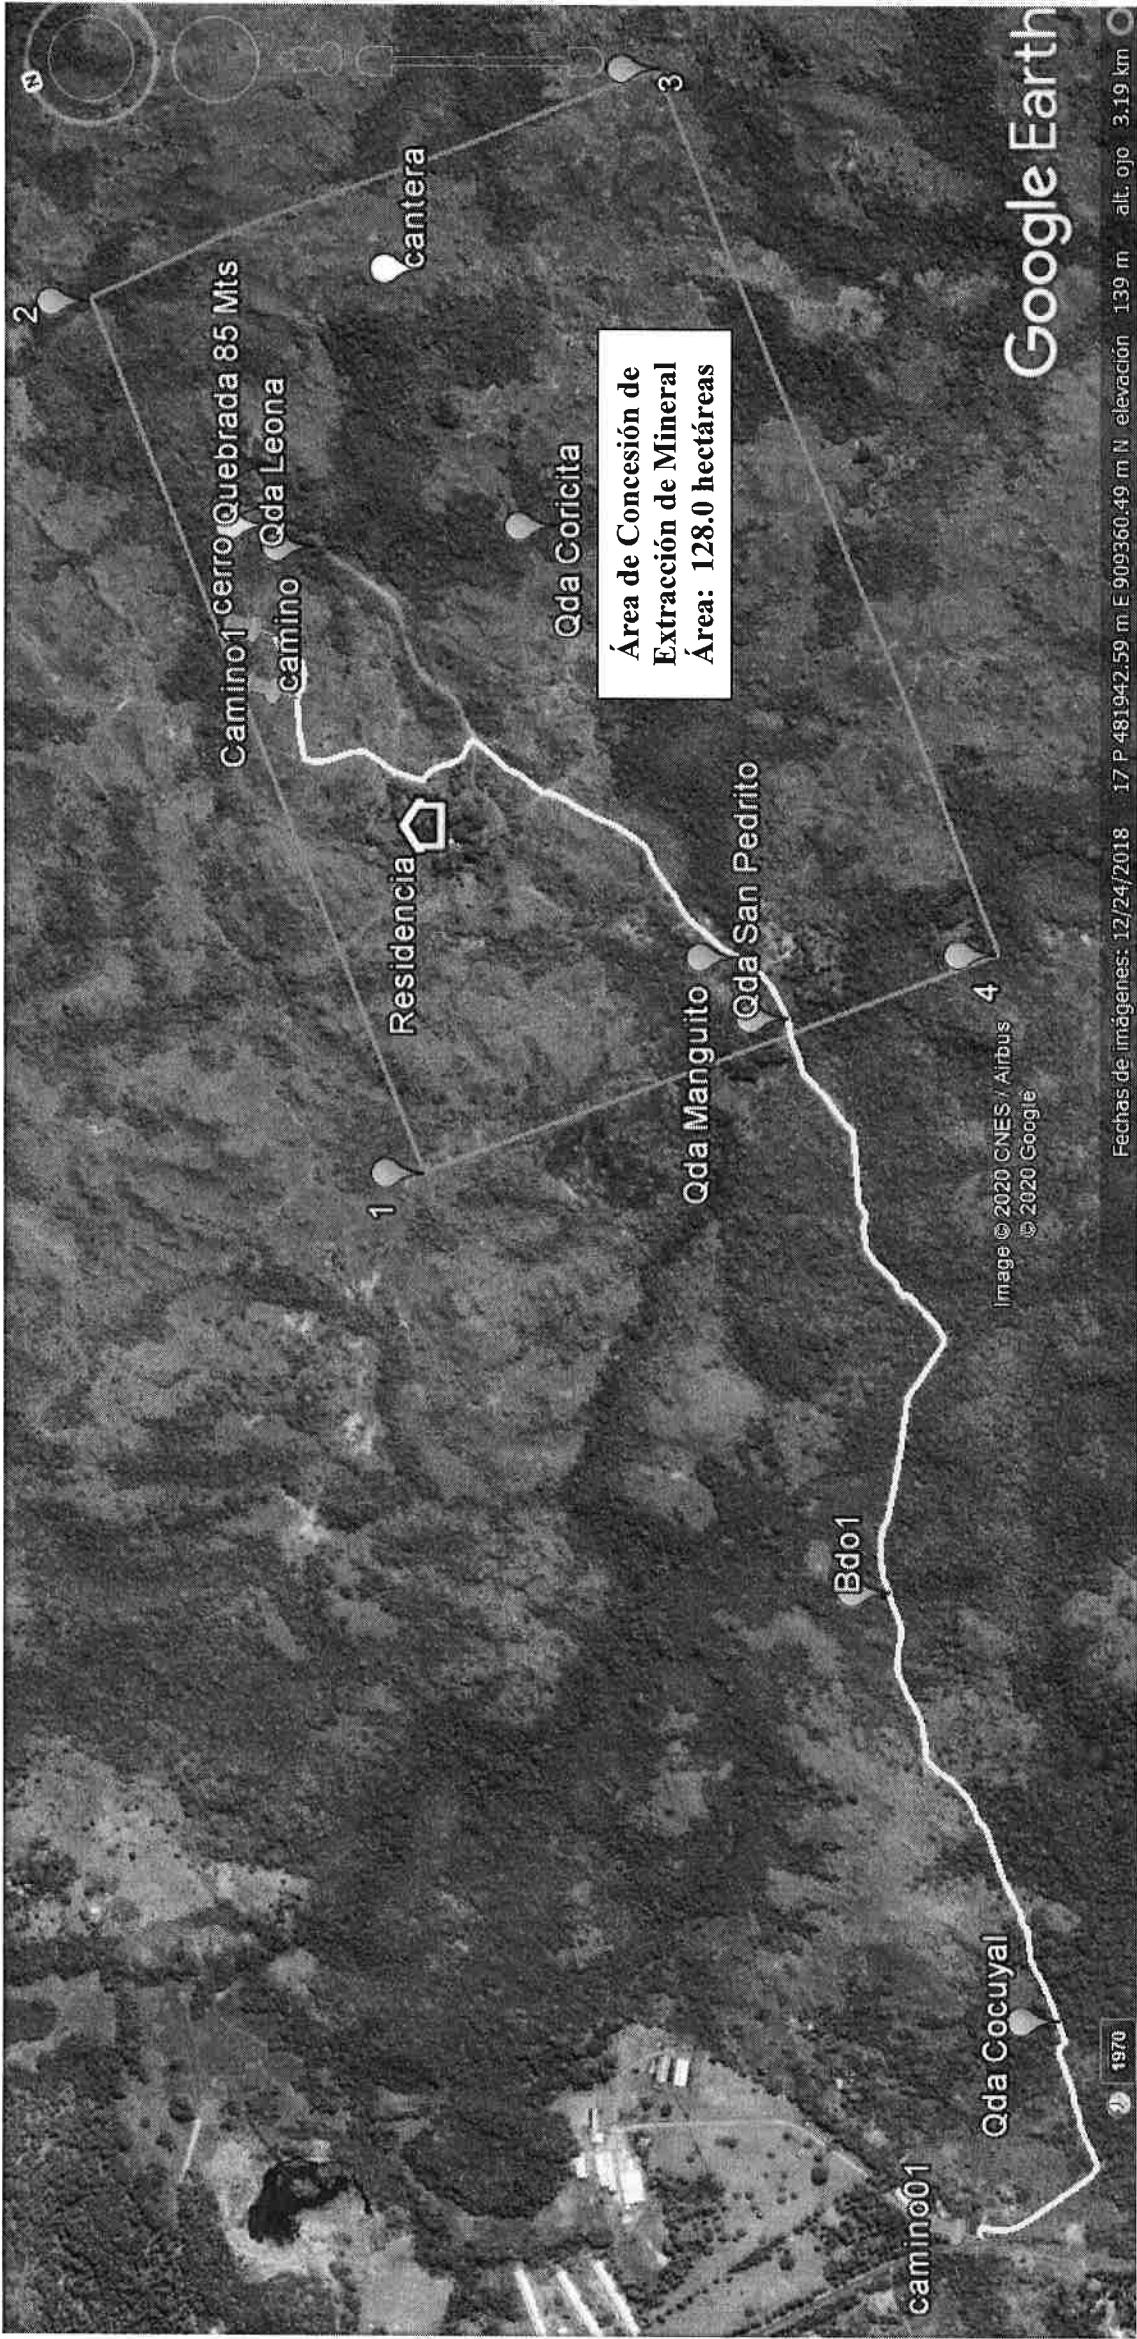 camino01
Qda Cocuyal
Bdo1
1
Qda Manguito
Qda San Pedrito
4
Residencia
Camino1
camino
cerro
Quebrada 85 Mts
Qda Leona
Qda Coricita
2
cantera
3
N
Área de Concesión de
Extracción de Mineral
Área: 128.0 hectáreas
Image © 2020 CNES / Airbus
© 2020 Google
Google Earth
1970
Fechas de imágenes: 12/24/2018 17 P 481942.59 m E 909360.49 m N elevación 139 m alt. ojo 3.19 km